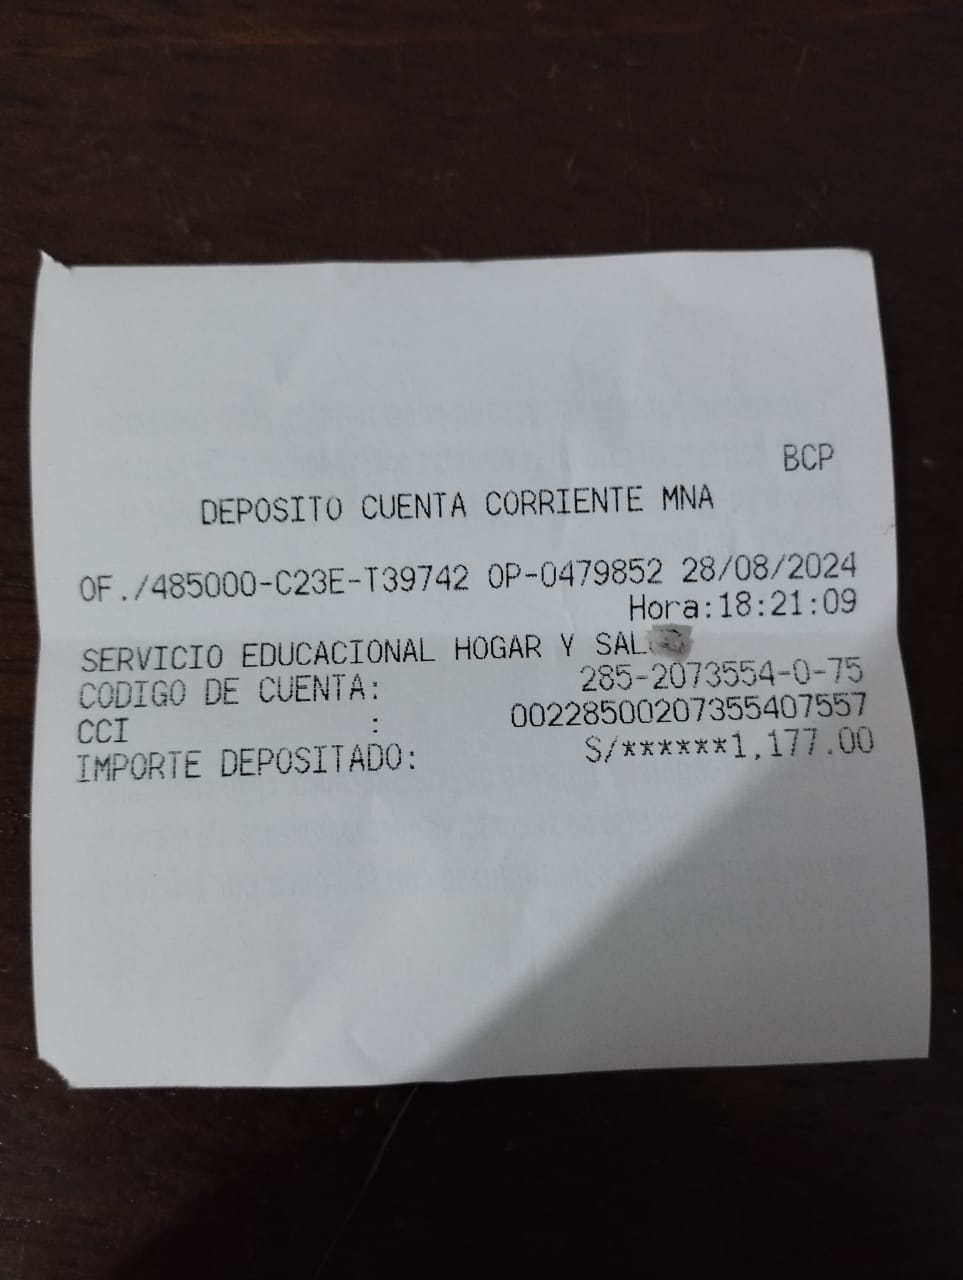 BCP
DEPOSITO CUENTA CORRIENTE MNA
OF./485000-C23E-T39742 OP-0479852 28/08/2024
Hora:18:21:09
SERVICIO EDUCACIONAL HOGAR Y
CODIGO DE CUENTA: 285-2073554-0-75
CCI : 00228500207355407557
IMPORTE DEPOSITADO: S/******1,177.00